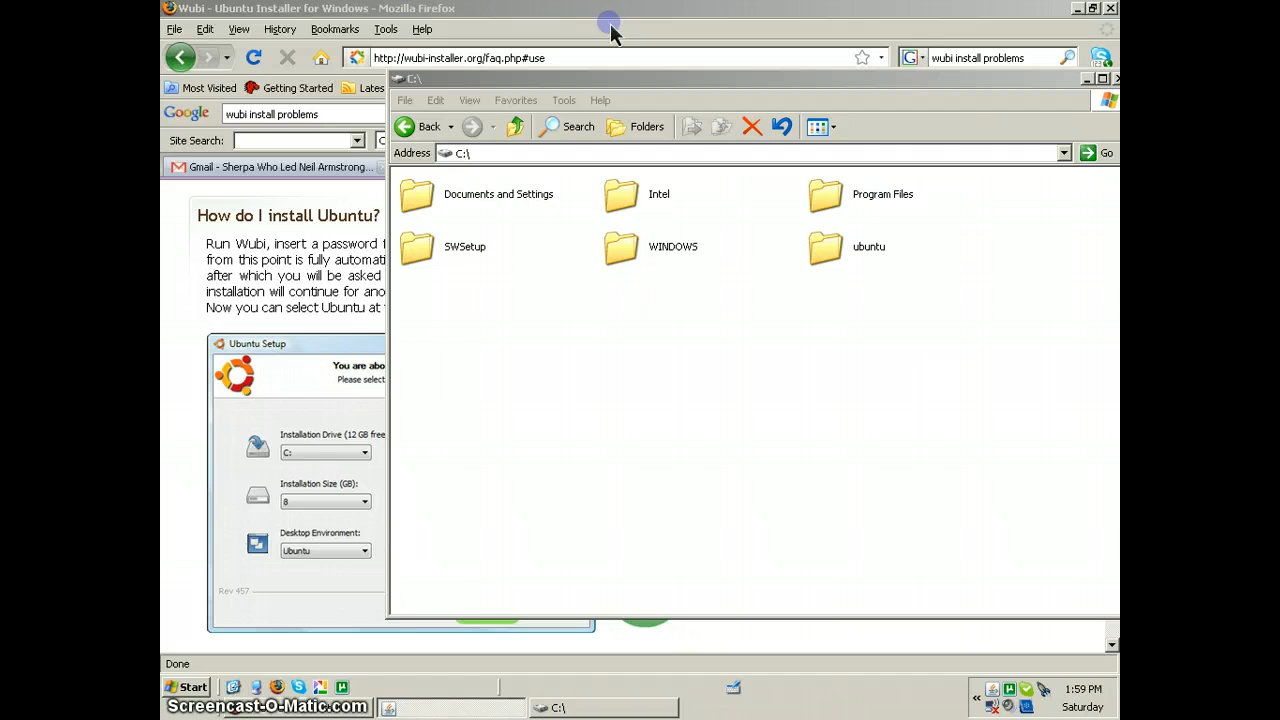 Wubi - Ubuntu Installer for Windows - Mozilla Firefox
File Edit View History Bookmarks Tools Help
http://wubi-installer.org/faq.php#use
wubi install problems
Most Visited Getting Started Lates
Google wubi install problems
Site Search:
Gmail - Sherpa Who Led Neil Armstrong...
C:\
File Edit View Favorites Tools Help
Back Search Folders
Address C:\ Go
Documents and Settings Intel Program Files
SWSetup WINDOWS ubuntu
How do I install Ubuntu?
Run Wubi, insert a password
from this point is fully automati
after which you will be asked
installation will continue for ano
Now you can select Ubuntu at
Ubuntu Setup
You are abo
Please select
Installation Drive (12 GB free
C:
Installation Size (GB):
8
Desktop Environment:
Ubuntu
Rev 457
Done
Start
1:59 PM
Saturday
C:\
Screencast-O-Matic.com